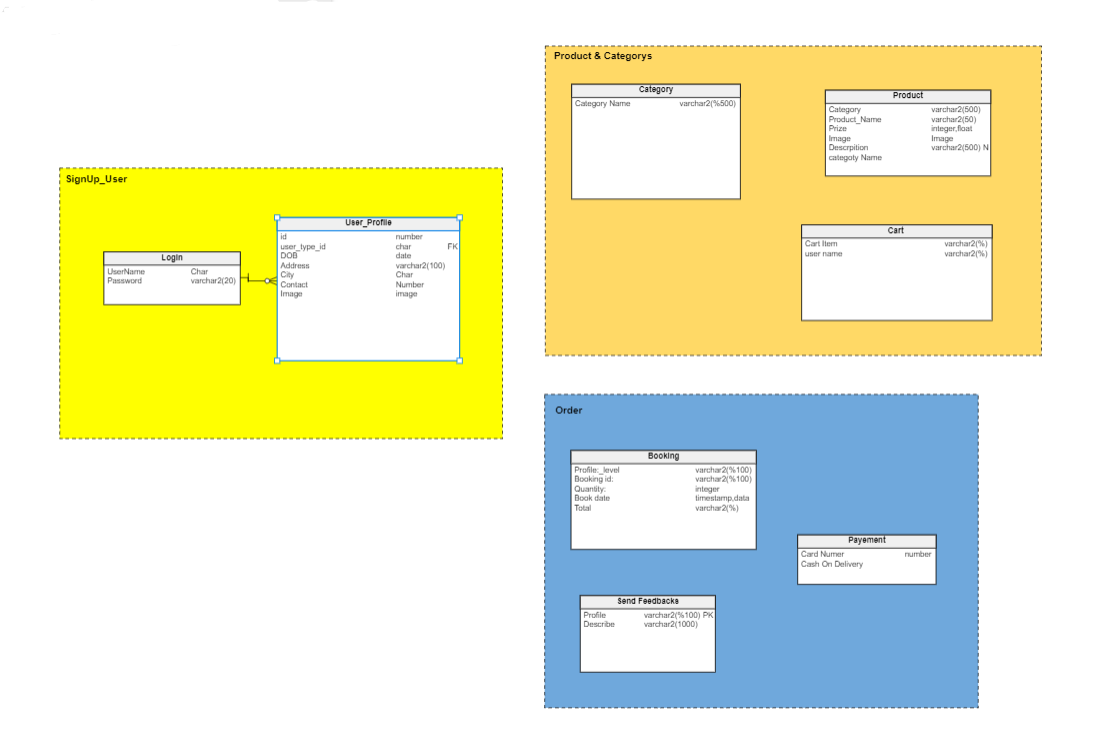 SignUp_User
Login
UserName Char
Password varchar2(20)
User_Profile
id number
user_type_id char FK
DOB date
Address varchar2(100)
City Char
Contact Number
Image image
Product & Categorys
Category
Category Name varchar2(%500)
Product
Category varchar2(500)
Product_Name varchar2(50)
Prize integer,float
Image Image
Descrpition varchar2(500) N
categoty Name
Cart
Cart Item varchar2(%)
user name varchar2(%)
Order
Booking
Profile:_level varchar2(%100)
Booking id: varchar2(%100)
Quantity: integer
Book date timestamp,data
Total varchar2(%)
Payement
Card Numer number
Cash On Delivery
Send Feedbacks
Profile varchar2(%100) PK
Describe varchar2(1000)